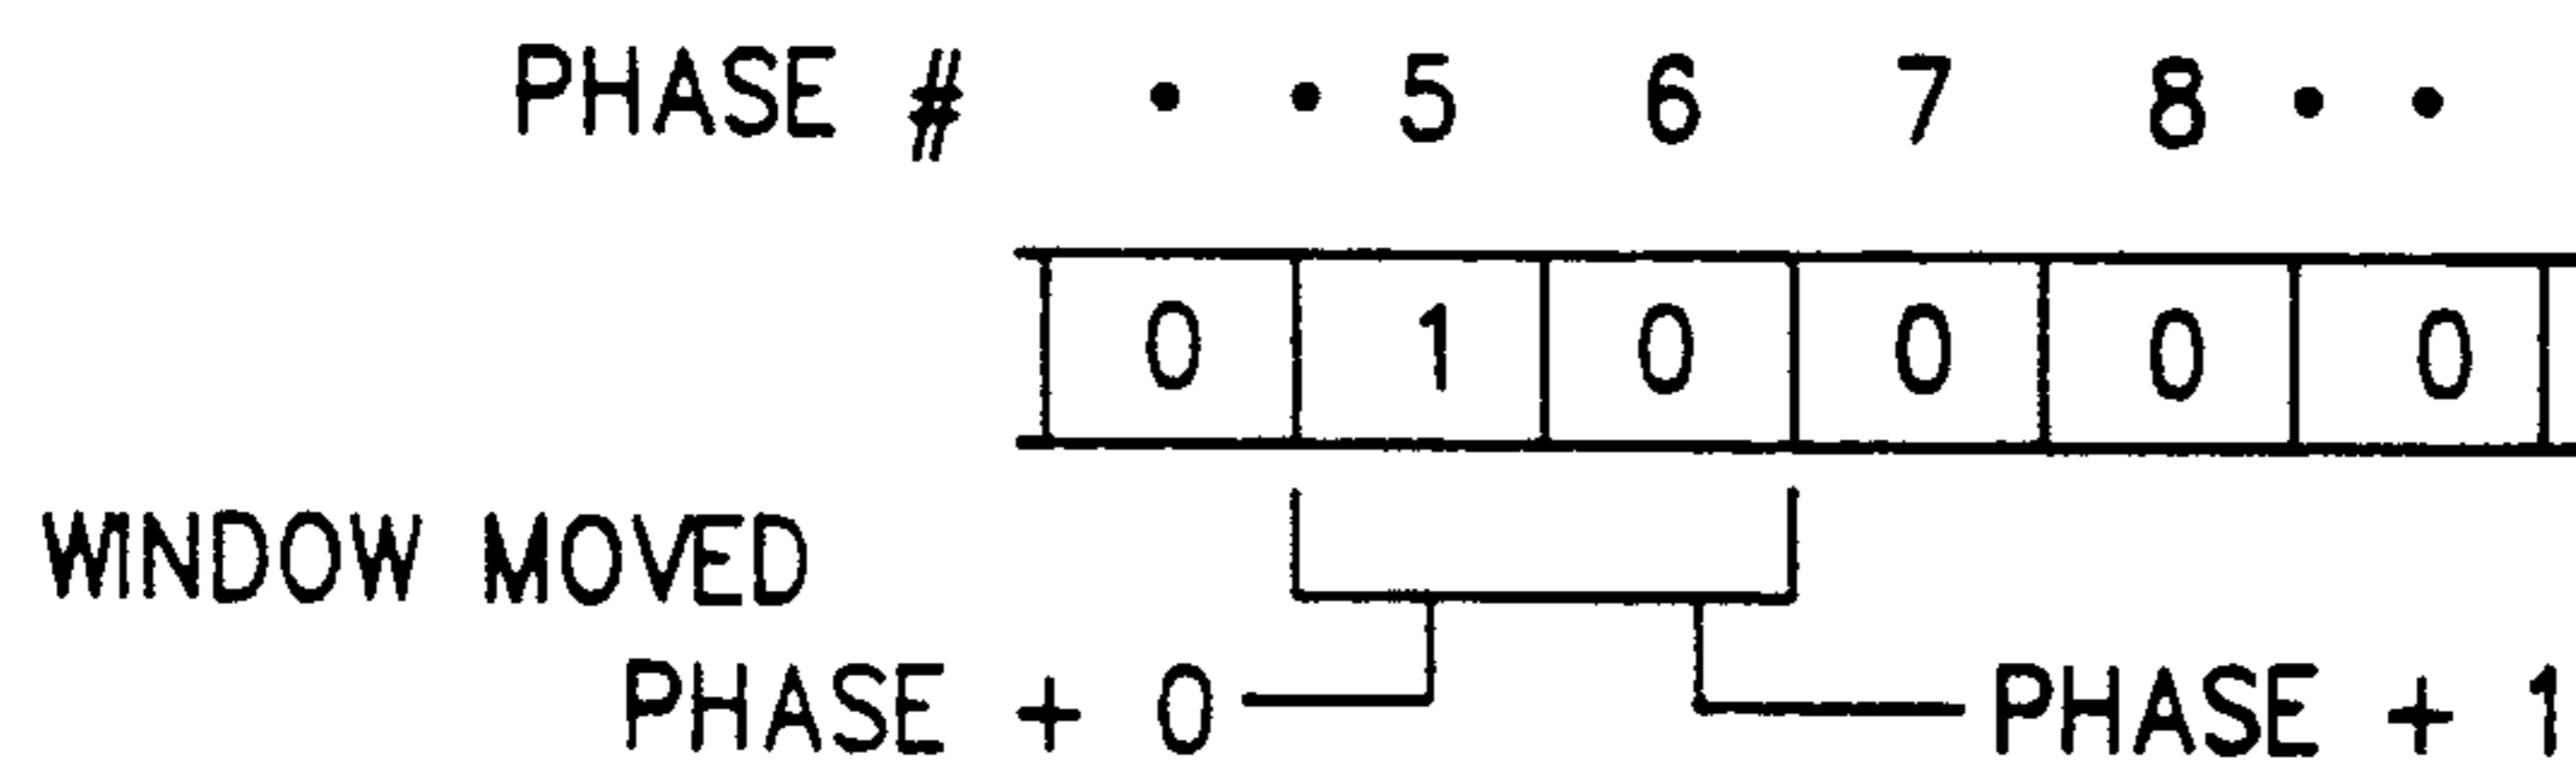 PHASE # • • 5 6 7 8 • •
0 1 0 0 0 0
WINDOW MOVED
PHASE + 0 PHASE + 1